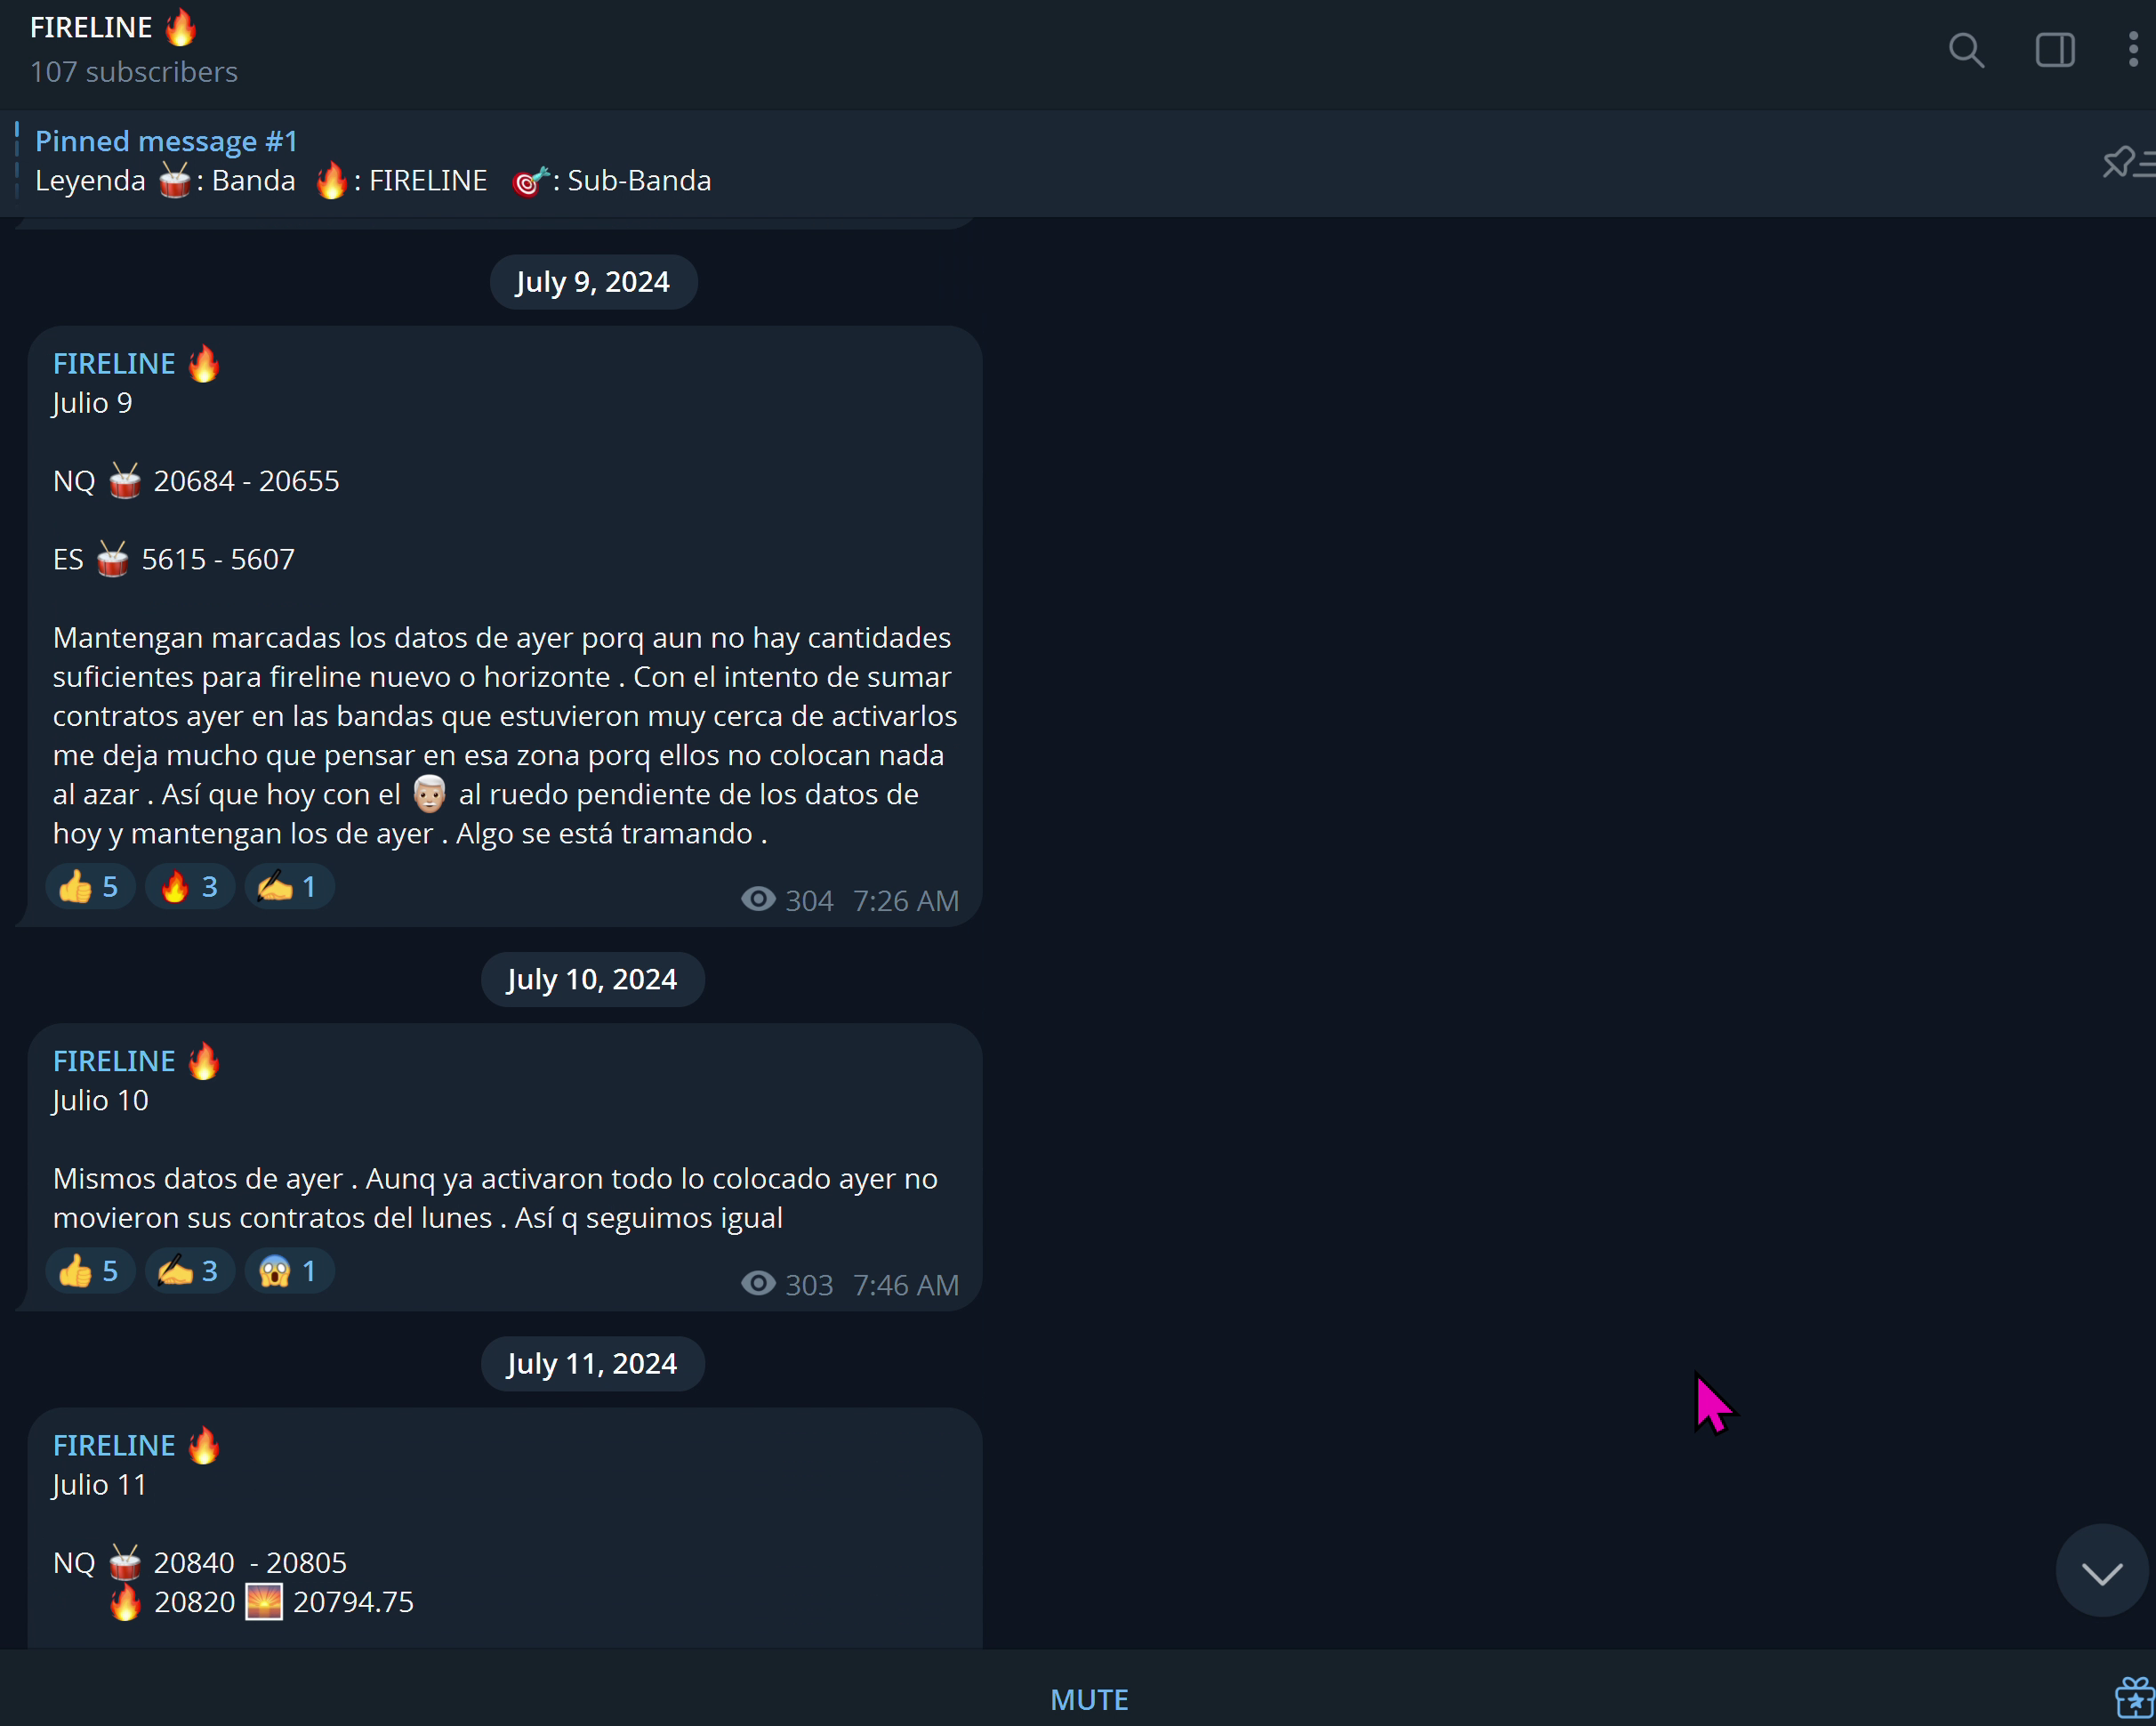 FIRELINE 🔥
107 subscribers
Pinned message #1
Leyenda 🥁: Banda 🔥: FIRELINE 🎯: Sub-Banda
July 9, 2024
FIRELINE 🔥
Julio 9
NQ 🥁 20684 - 20655
ES 🥁 5615 - 5607
Mantengan marcadas los datos de ayer porq aun no hay cantidades
suficientes para fireline nuevo o horizonte . Con el intento de sumar
contratos ayer en las bandas que estuvieron muy cerca de activarlos
me deja mucho que pensar en esa zona porq ellos no colocan nada
al azar . Así que hoy con el 👨🏼‍🦳 al ruedo pendiente de los datos de
hoy y mantengan los de ayer . Algo se está tramando .
👍 5 🔥 3 ✍️ 1 304 7:26 AM
July 10, 2024
FIRELINE 🔥
Julio 10
Mismos datos de ayer . Aunq ya activaron todo lo colocado ayer no
movieron sus contratos del lunes . Así q seguimos igual
👍 5 ✍️ 3 😱 1 303 7:46 AM
July 11, 2024
FIRELINE 🔥
Julio 11
NQ 🥁 20840 - 20805
🔥 20820 🌅 20794.75
MUTE